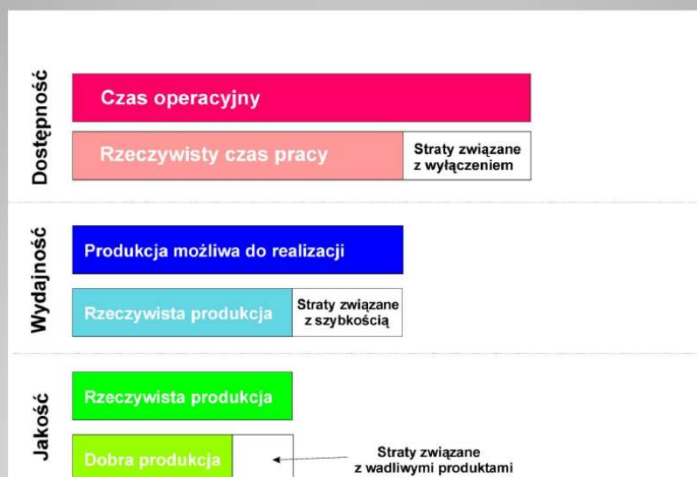 Dostępność
Czas operacyjny
Rzeczywisty czas pracy
Straty związane
z wyłączeniem
Wydajność
Produkcja możliwa do realizacji
Rzeczywista produkcja
Straty związane
z szybkością
Jakość
Rzeczywista produkcja
Dobra produkcja
Straty związane
z wadliwymi produktami